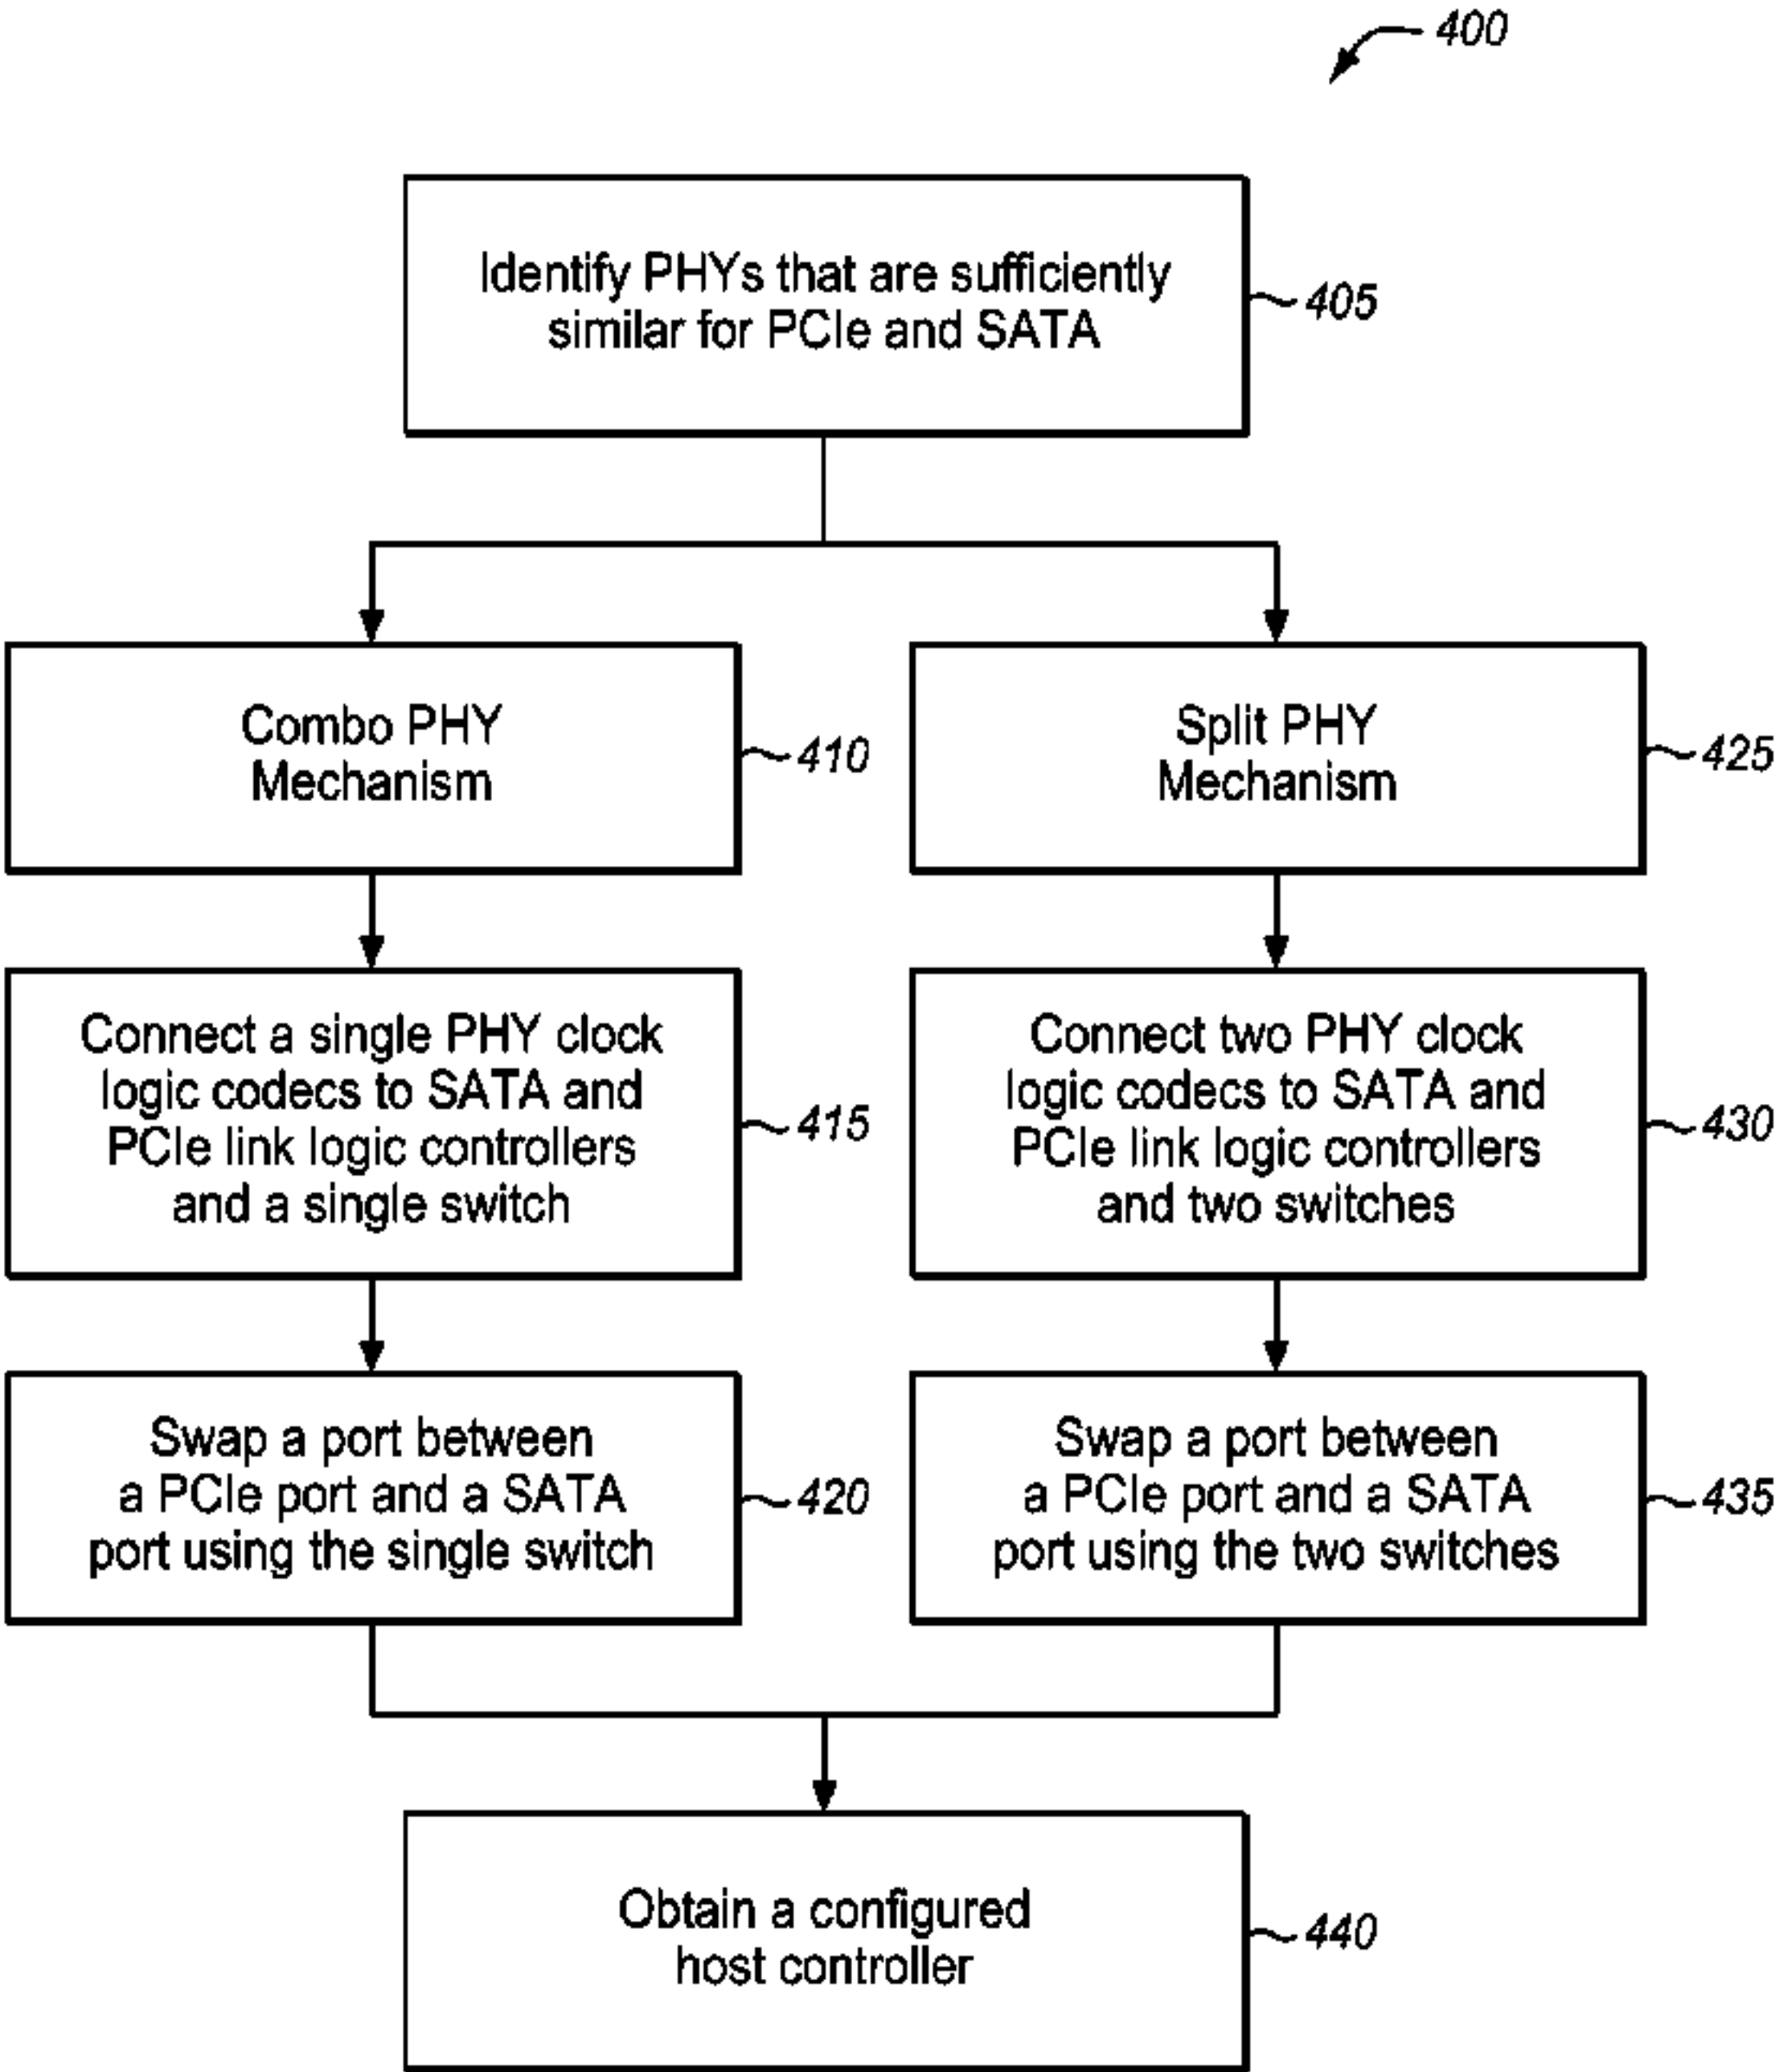 400
Identify PHYs that are sufficiently
similar for PCIe and SATA
405
Combo PHY
Mechanism
410
Split PHY
Mechanism
425
Connect a single PHY clock
logic codecs to SATA and
PCIe link logic controllers
and a single switch
415
Connect two PHY clock
logic codecs to SATA and
PCIe link logic controllers
and two switches
430
Swap a port between
a PCIe port and a SATA
port using the single switch
420
Swap a port between
a PCIe port and a SATA
port using the two switches
435
Obtain a configured
host controller
440